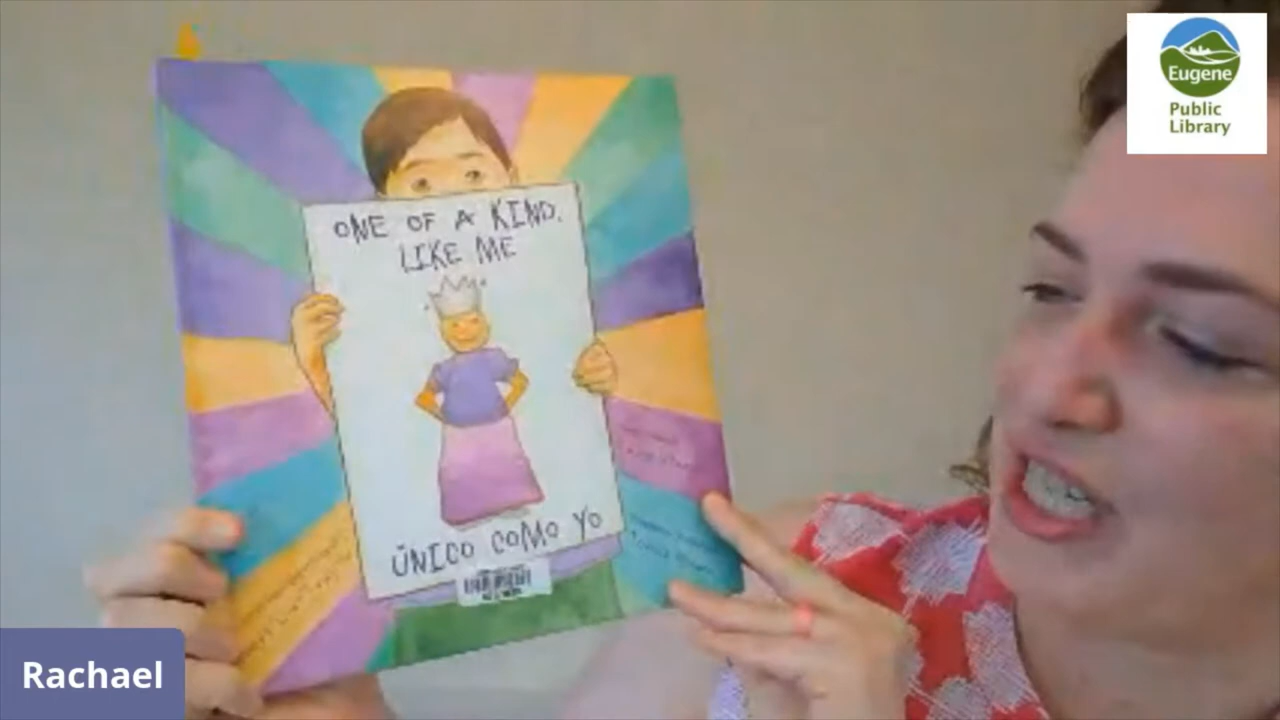 ONE OF A KIND,
LIKE ME
ÚNICO COMO YO
Eugene
Public
Library
Rachael